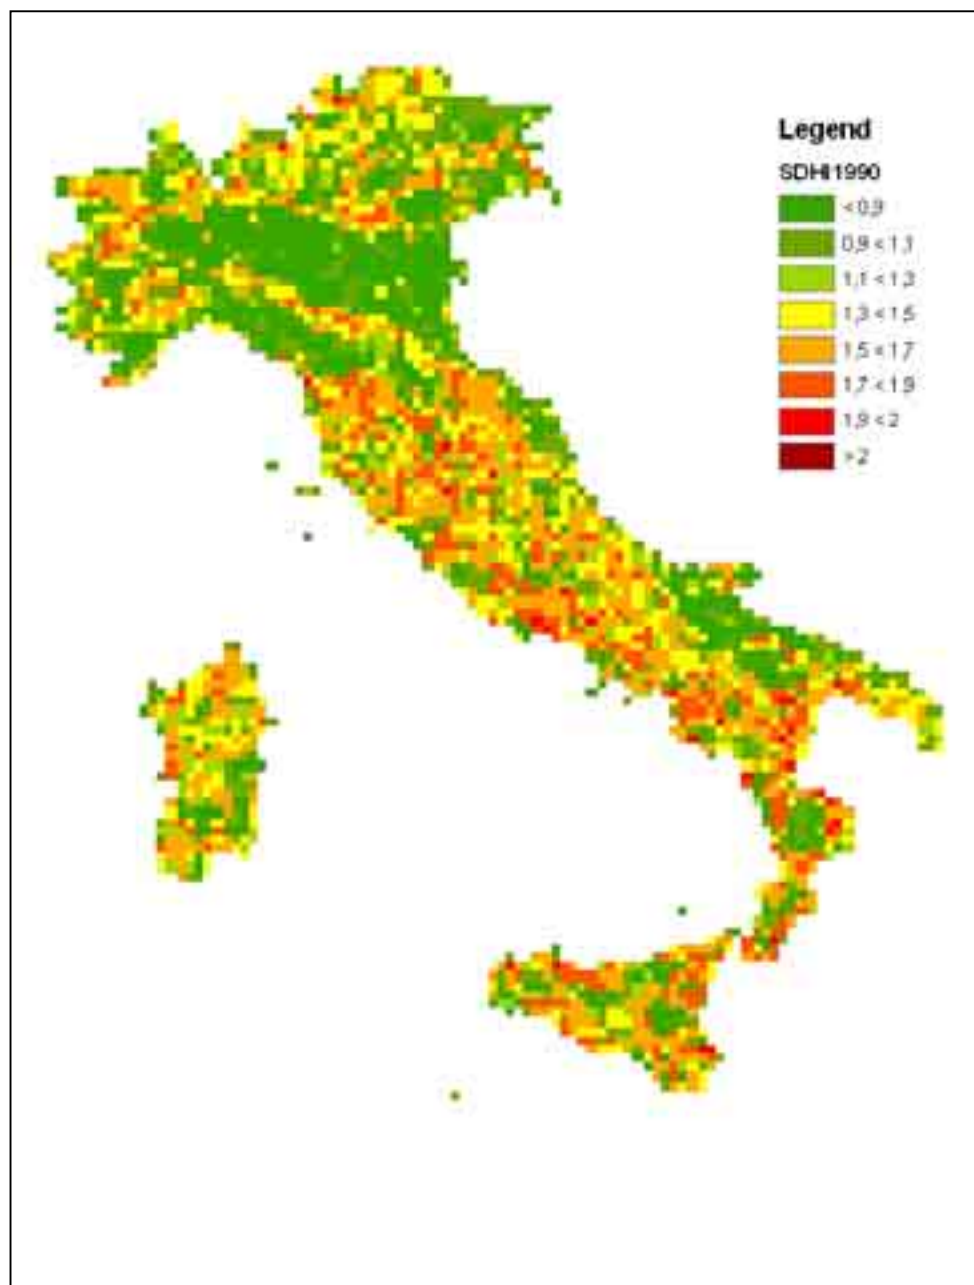 Legend
SDHI1990
< 0,9
0,9 < 1,1
1,1 < 1,3
1,3 < 1,5
1,5 < 1,7
1,7 < 1,9
1,9 < 2
> 2